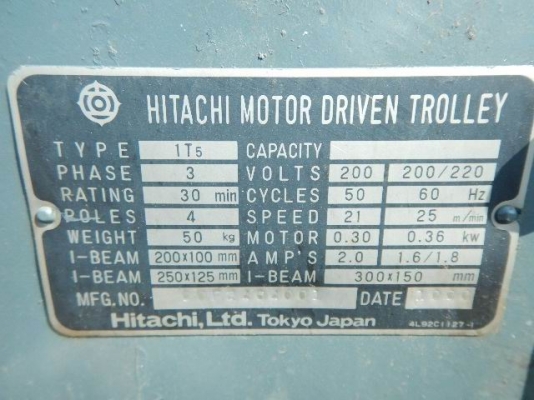 HITACHI MOTOR DRIVEN TROLLEY
TYPE 1T5 CAPACITY
PHASE 3 VOLTS 200 200/220
RATING 30 min CYCLES 50 60 Hz
POLES 4 SPEED 21 25 m/min
WEIGHT 50 kg MOTOR 0.30 0.36 kw
I-BEAM 200x100 mm AMP'S 2.0 1.6/1.8
I-BEAM 250x125 mm I-BEAM 300x150 mm
MFG.NO. DATE
Hitachi, Ltd. Tokyo Japan 4L92C1127-1